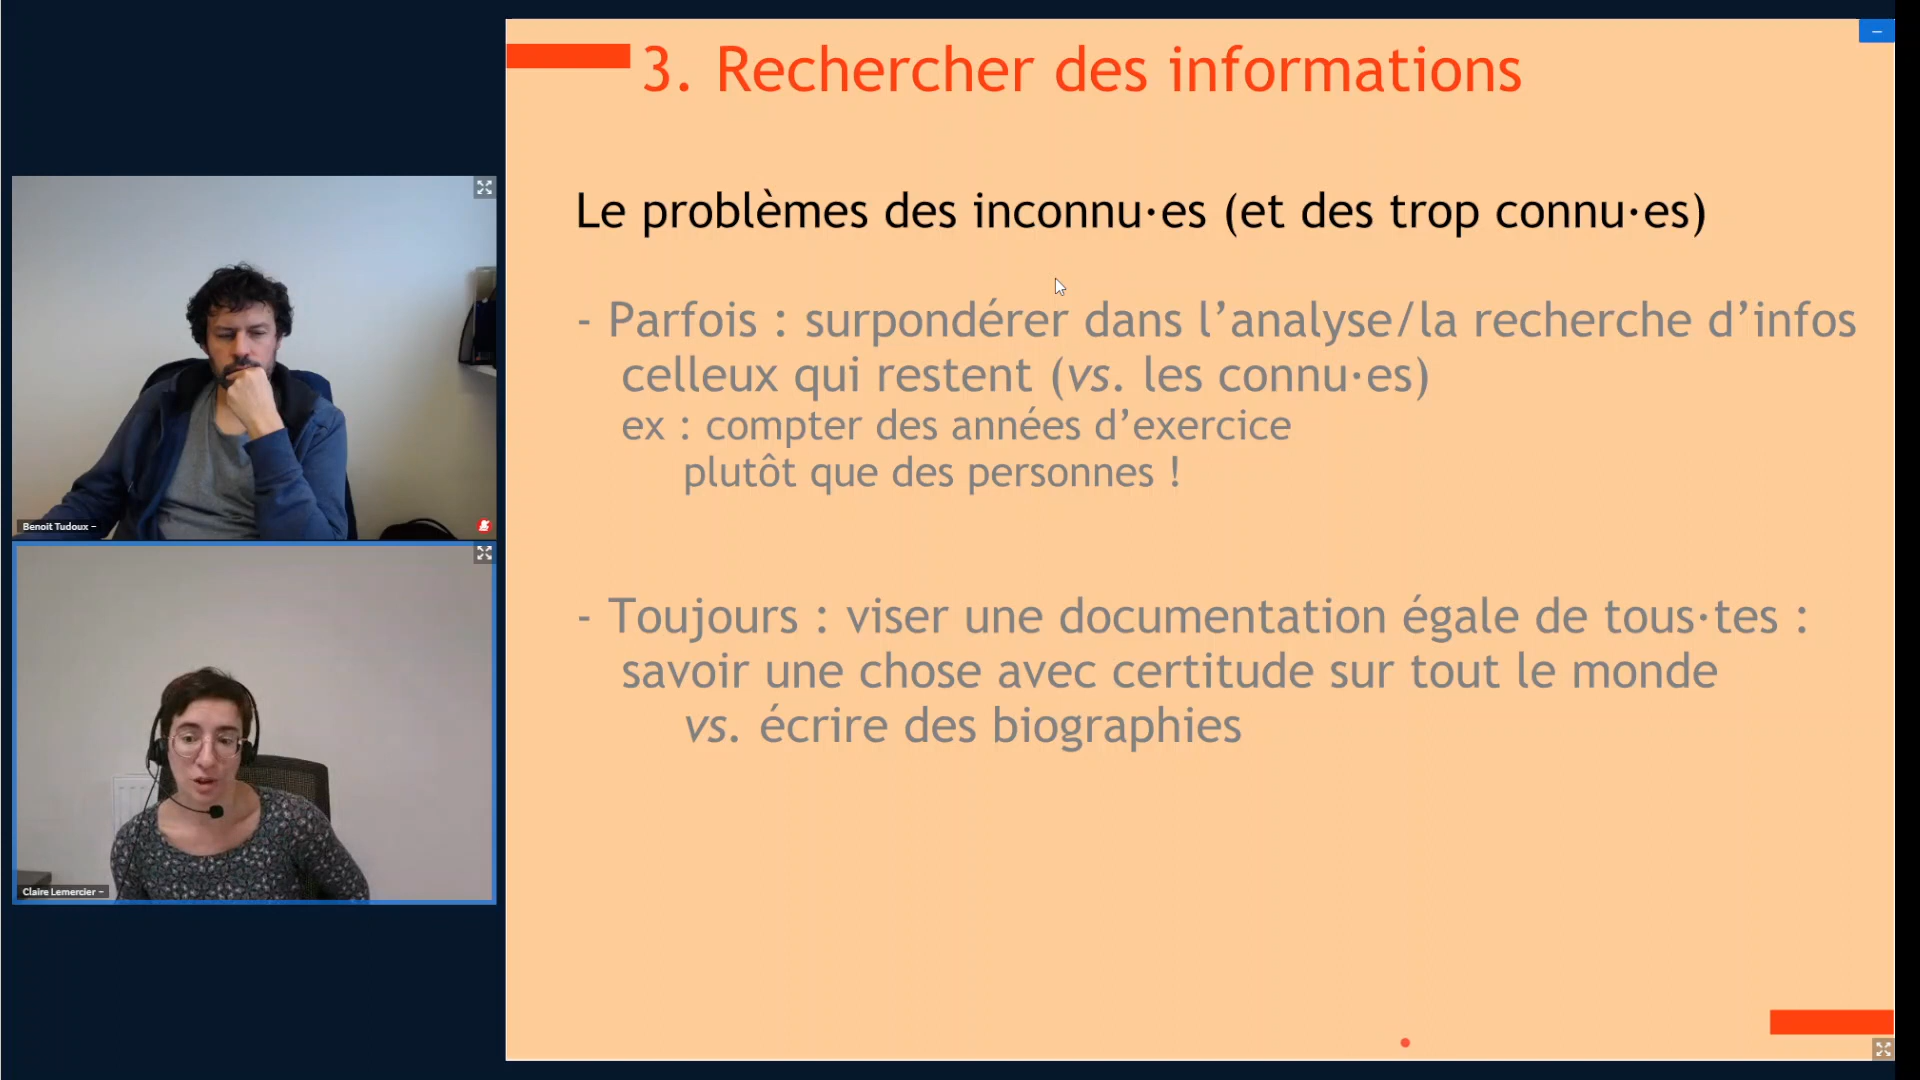 3. Rechercher des informations
Le problèmes des inconnu·es (et des trop connu·es)
- Parfois : surpondérer dans l’analyse/la recherche d’infos
celleux qui restent (vs. les connu·es)
ex : compter des années d’exercice
plutôt que des personnes !
- Toujours : viser une documentation égale de tous·tes :
savoir une chose avec certitude sur tout le monde
vs. écrire des biographies
Benoit Tudoux –
Claire Lemercier –